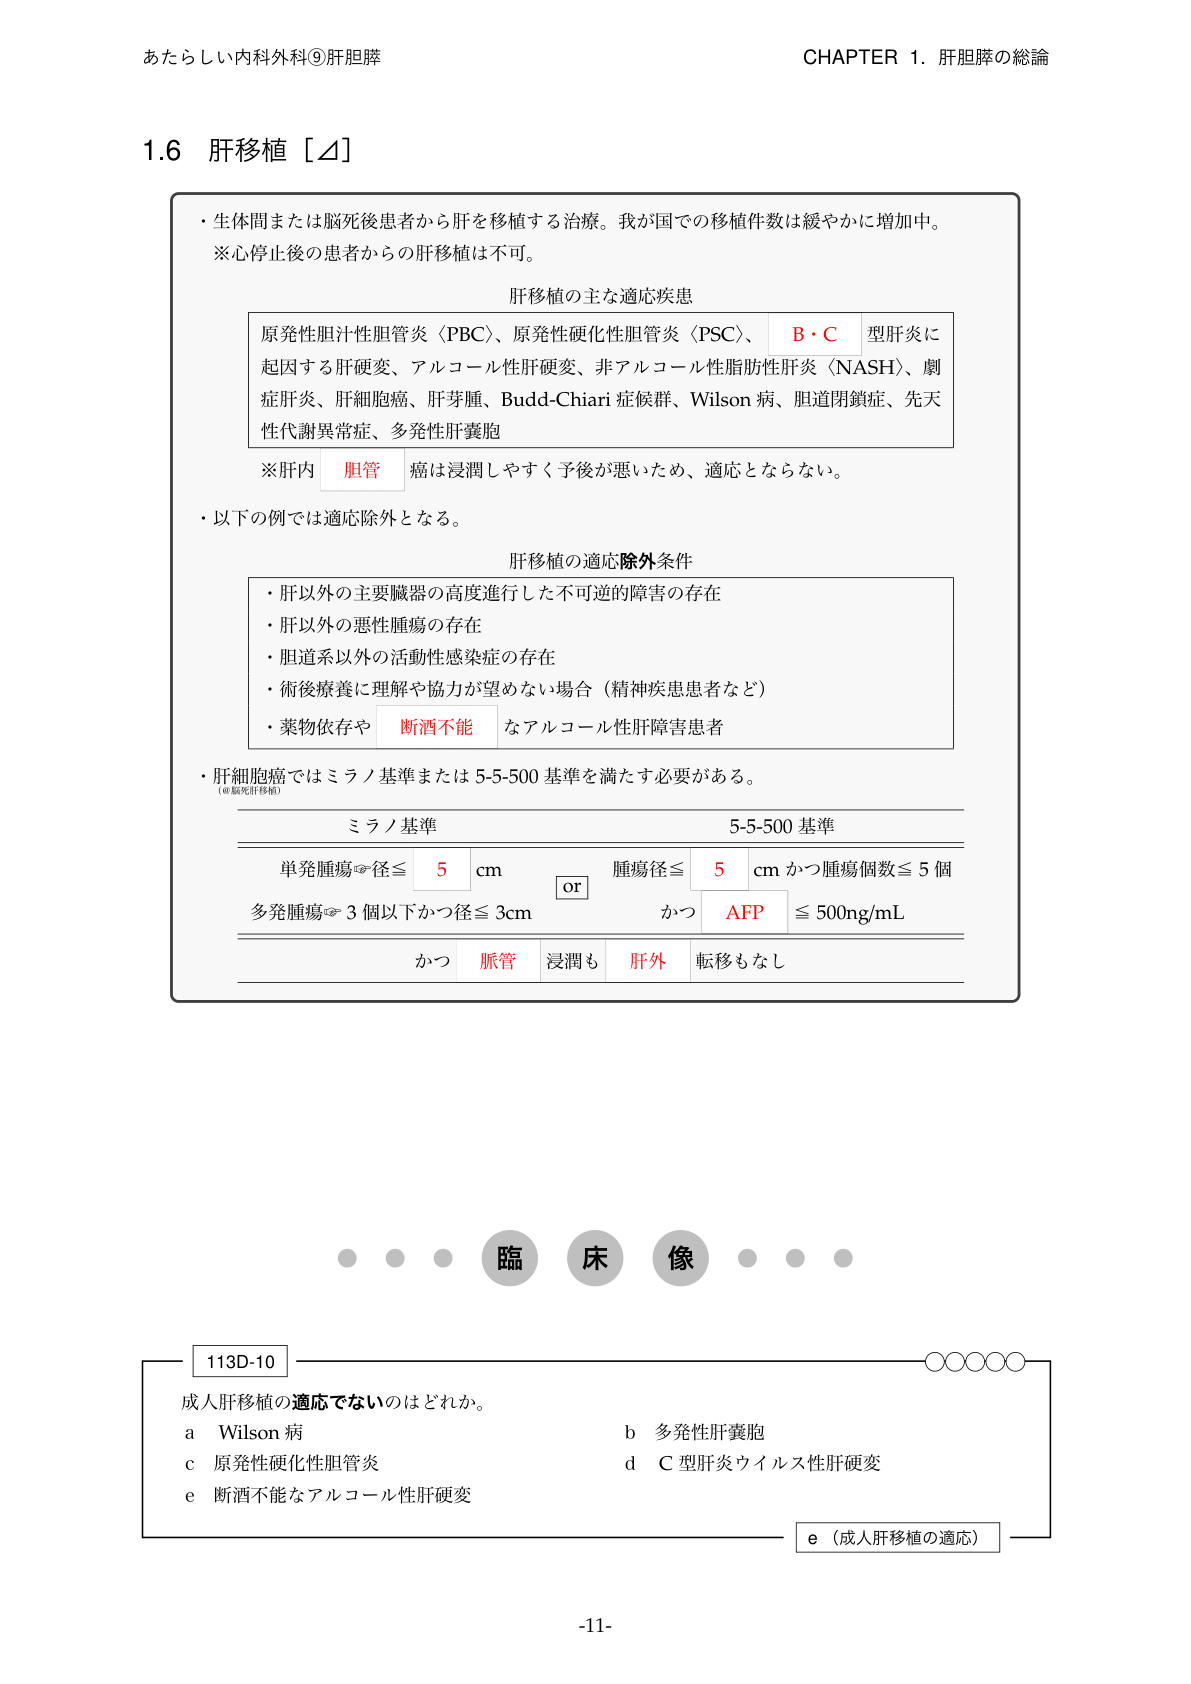 あたらしい内科外科⑨肝胆膵
CHAPTER 1. 肝胆膵の総論
1.6 肝移植［⊿］
・生体間または脳死後患者から肝を移植する治療。我が国での移植件数は緩やかに増加中。
※心停止後の患者からの肝移植は不可。
肝移植の主な適応疾患
原発性胆汁性胆管炎〈PBC〉、原発性硬化性胆管炎〈PSC〉、 B・C 型肝炎に
起因する肝硬変、アルコール性肝硬変、非アルコール性脂肪性肝炎〈NASH〉、劇
症肝炎、肝細胞癌、肝芽腫、Budd-Chiari 症候群、Wilson 病、胆道閉鎖症、先天
性代謝異常症、多発性肝嚢胞
※肝内 胆管 癌は浸潤しやすく予後が悪いため、適応とならない。
・以下の例では適応除外となる。
肝移植の適応除外条件
・肝以外の主要臓器の高度進行した不可逆的障害の存在
・肝以外の悪性腫瘍の存在
・胆道系以外の活動性感染症の存在
・術後療養に理解や協力が望めない場合（精神疾患患者など）
・薬物依存や 断酒不能 なアルコール性肝障害患者
・肝細胞癌ではミラノ基準または 5-5-500 基準を満たす必要がある。
（@脳死肝移植）
ミラノ基準 5-5-500 基準
単発腫瘍☞径≦ 5 cm 腫瘍径≦ 5 cm かつ腫瘍個数≦ 5 個
or
多発腫瘍☞ 3 個以下かつ径≦ 3cm かつ AFP ≦ 500ng/mL
かつ 脈管 浸潤も 肝外 転移もなし
臨床像
113D-10
○○○○○
成人肝移植の適応でないのはどれか。
a Wilson 病 b 多発性肝嚢胞
c 原発性硬化性胆管炎 d C 型肝炎ウイルス性肝硬変
e 断酒不能なアルコール性肝硬変
e （成人肝移植の適応）
-11-